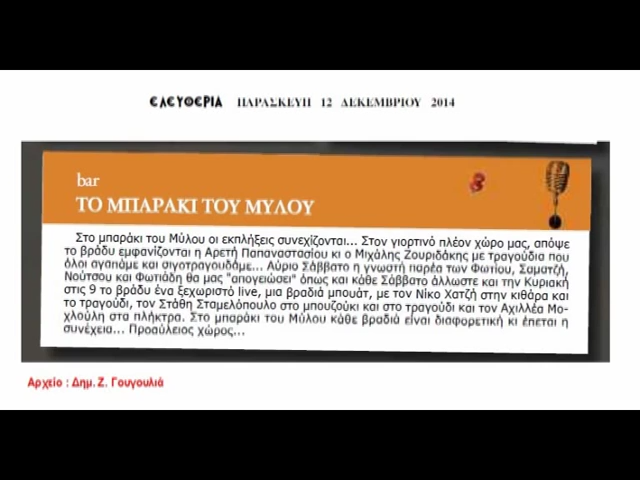 ΕΛΕΥΘΕΡΙΑ ΠΑΡΑΣΚΕΥΗ 12 ΔΕΚΕΜΒΡΙΟΥ 2014
bar
ΤΟ ΜΠΑΡΑΚΙ ΤΟΥ ΜΥΛΟΥ
Στο μπαράκι του Μύλου οι εκπλήξεις συνεχίζονται... Στον γιορτινό πλέον χώρο μας, απόψε
το βράδυ εμφανίζονται η Αρετή Παπαναστασίου κι ο Μιχάλης Ζουριδάκης με τραγούδια που
όλοι αγαπάμε και σιγοτραγουδάμε... Αύριο Σάββατο η γνωστή παρέα των Φωτίου, Σαματζή,
Νούτσου και Φωτιάδη θα μας "απογειώσει" όπως και κάθε Σάββατο άλλωστε και την Κυριακή
στις 9 το βράδυ ένα ξεχωριστό live, μια βραδιά μπουάτ, με τον Νίκο Χατζή στην κιθάρα και
το τραγούδι, τον Στάθη Σταμελόπουλο στο μπουζούκι και στο τραγούδι και τον Αχιλλέα Μο-
χλούλη στα πλήκτρα. Στο μπαράκι του Μύλου κάθε βραδιά είναι διαφορετική κι έπεται η
συνέχεια... Προαύλειος χώρος...
Αρχείο : Δημ. Ζ. Γουγουλιά